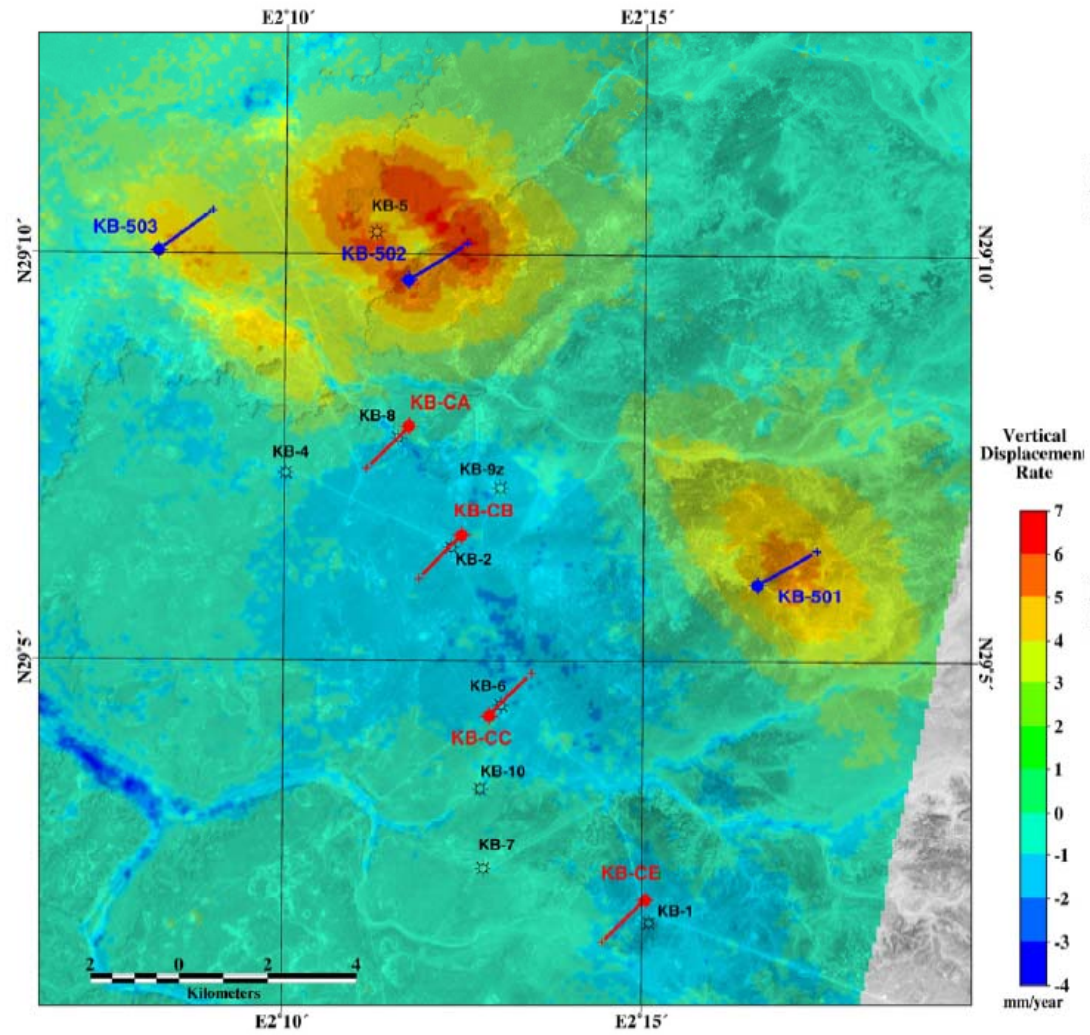 E2°10´ E2°15´
KB-5
KB-503
KB-502
N29°10´ N29°10´
KB-CA
KB-8
KB-4
KB-9z
KB-CB
KB-2
KB-501
N29°5´ N29°5´
KB-6
KB-CC
KB-10
KB-7
KB-CE
KB-1
2 0 2 4
Kilometers
E2°10´ E2°15´
Vertical
Displacement
Rate
7
6
5
4
3
2
1
0
-1
-2
-3
-4
mm/year